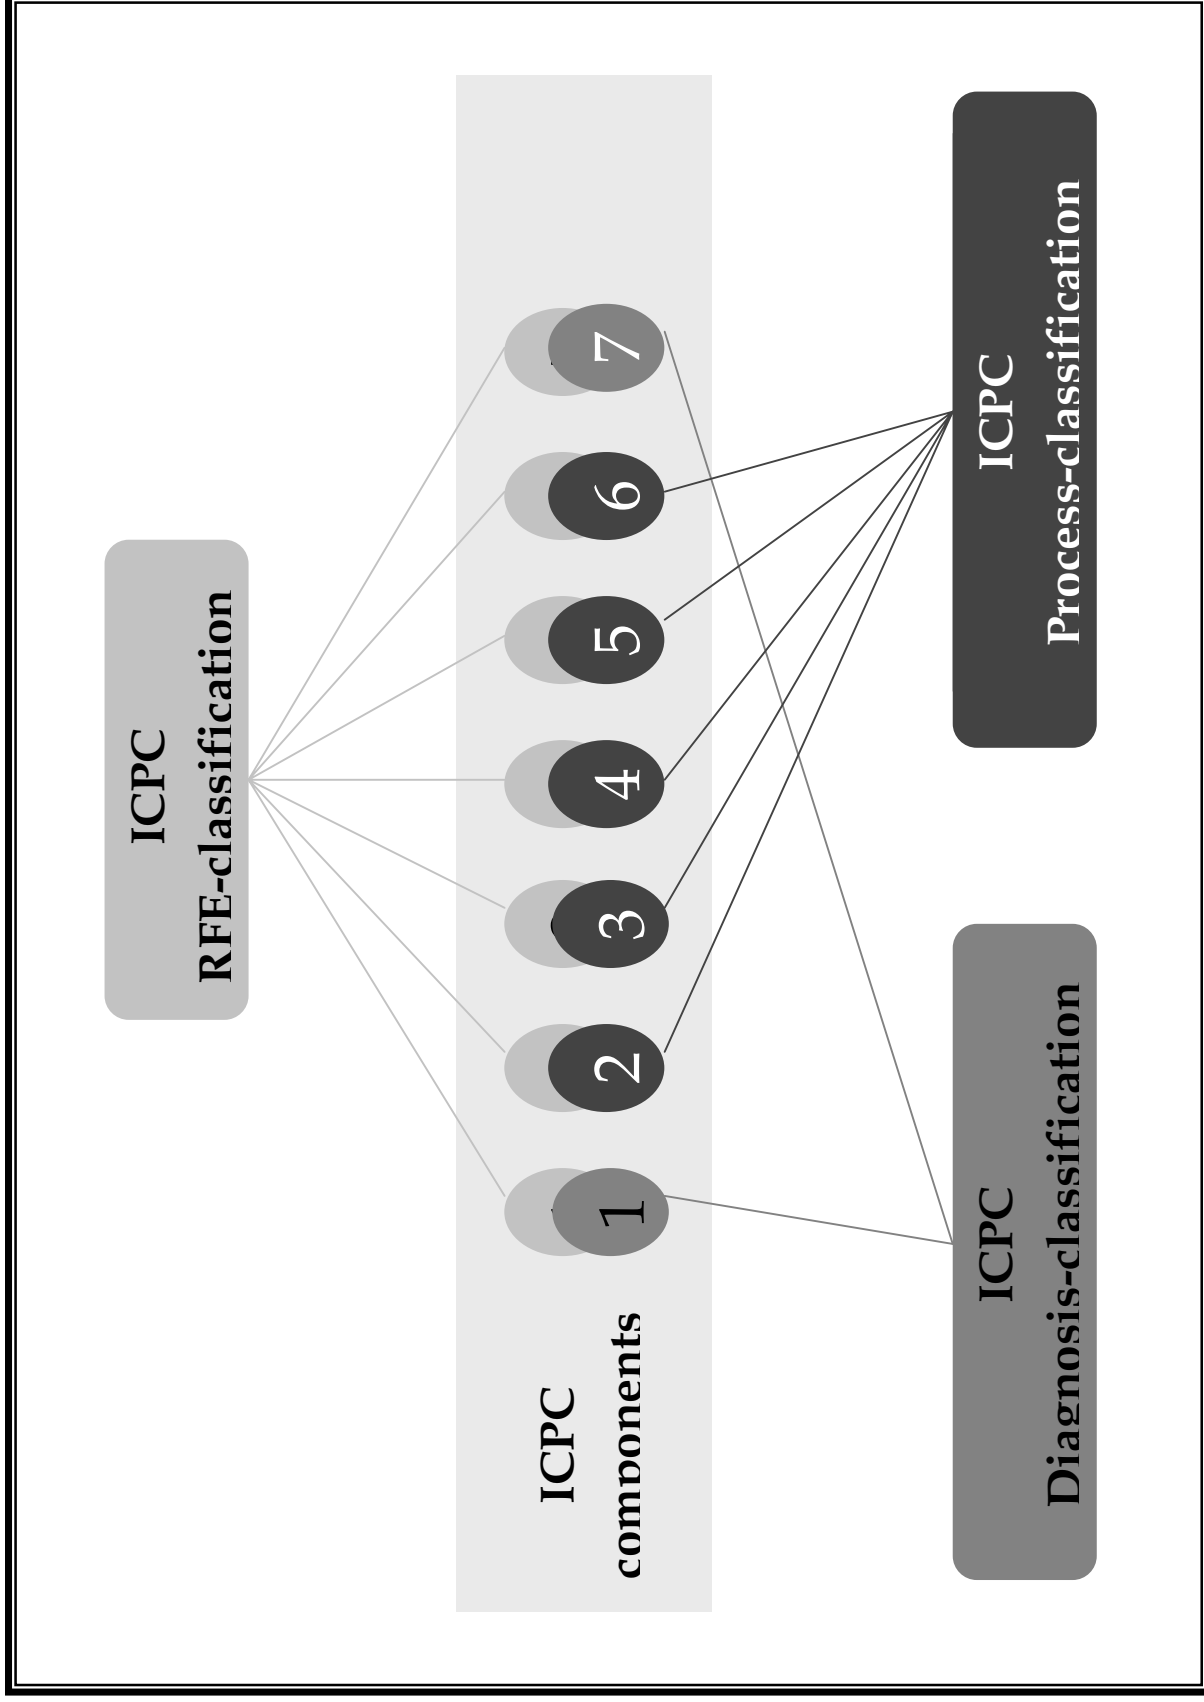 ICPC
RFE-classification
ICPC
components
1
2
3
4
5
6
7
ICPC
Diagnosis-classification
ICPC
Process-classification